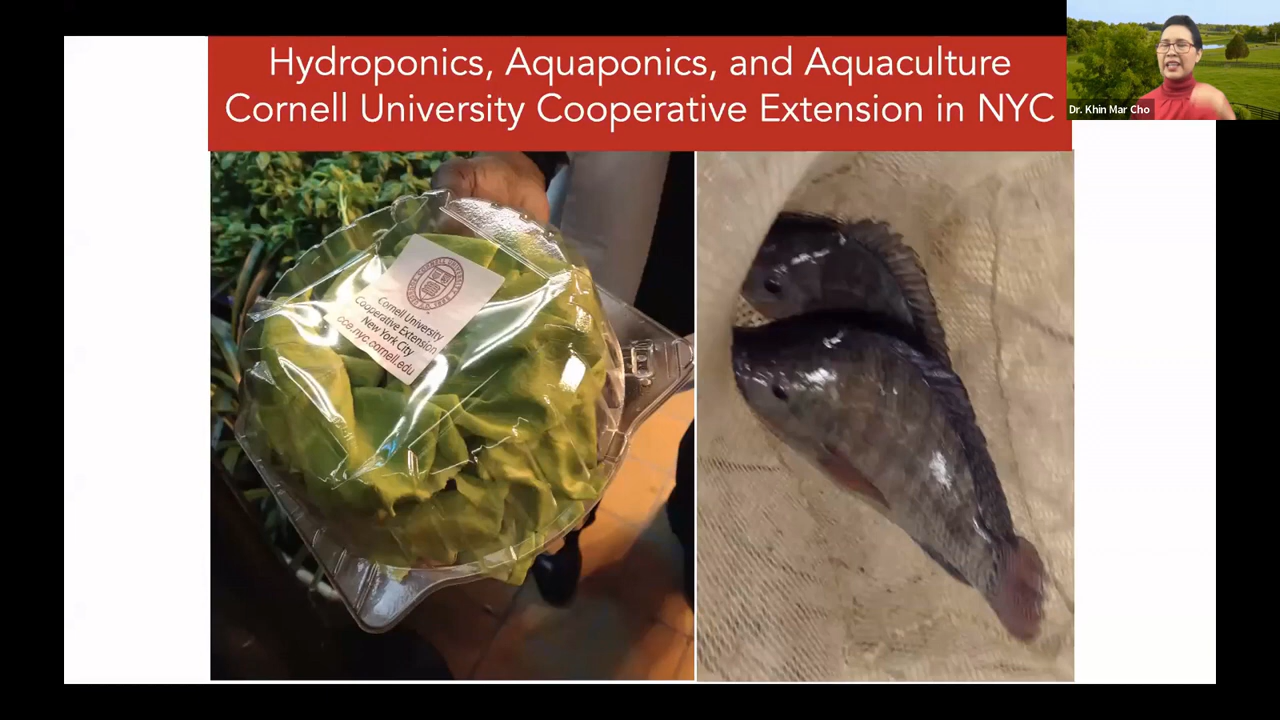 Hydroponics, Aquaponics, and Aquaculture
Cornell University Cooperative Extension in NYC
Dr. Khin Mar Cho
Cornell University
Cooperative Extension
New York City
cce.nyc.cornell.edu